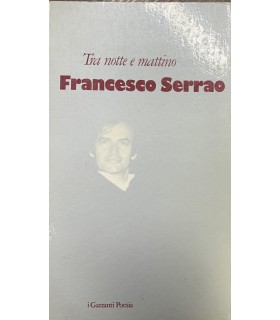 Tra notte e mattino
Francesco Serrao
i Garzanti Poesia